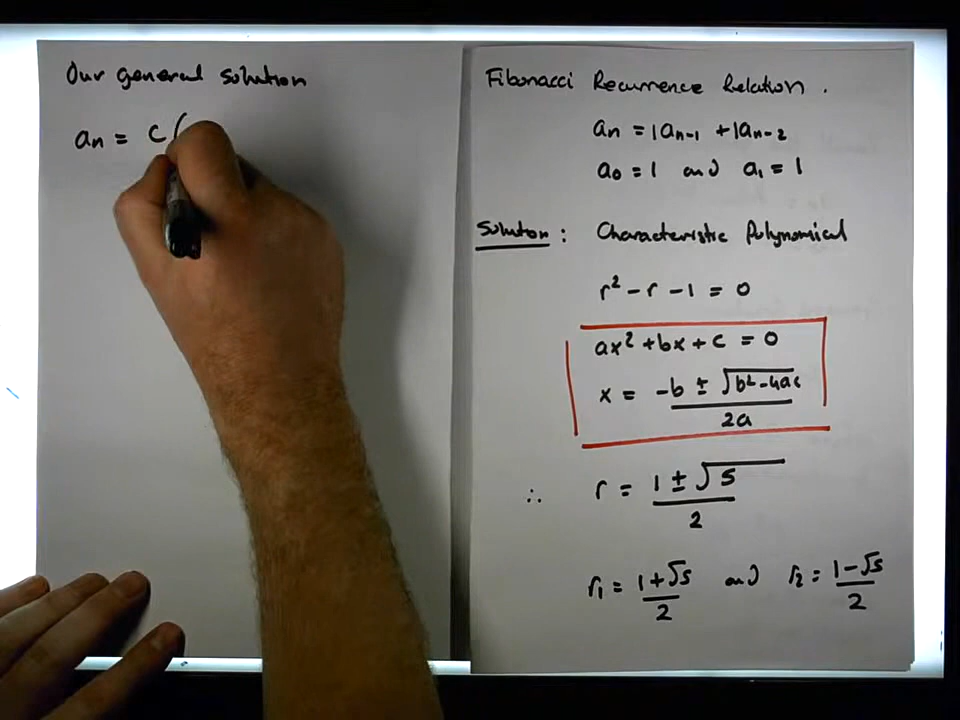 Our general solution
an = c (
Fibonacci Recurrence Relation .
an = 1an-1 + 1an-2
a0 = 1 and a1 = 1
Solution : Characteristic Polynomial
r² - r - 1 = 0
ax² + bx + c = 0
x = -b ± √b²-4ac
2a
∴ r = 1 ± √5
2
r1 = 1+√5 and r2 = 1-√5
2 2